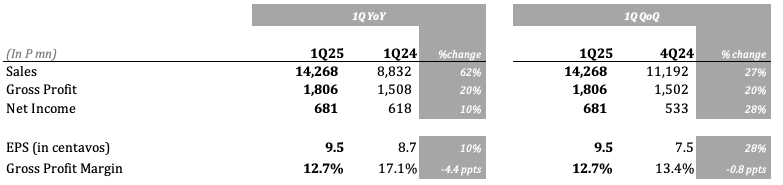 1Q YoY 1Q QoQ
(In P mn) 1Q25 1Q24 %change 1Q25 4Q24 % change
Sales 14,268 8,832 62% 14,268 11,192 27%
Gross Profit 1,806 1,508 20% 1,806 1,502 20%
Net Income 681 618 10% 681 533 28%
EPS (in centavos) 9.5 8.7 10% 9.5 7.5 28%
Gross Profit Margin 12.7% 17.1% -4.4 ppts 12.7% 13.4% -0.8 ppts